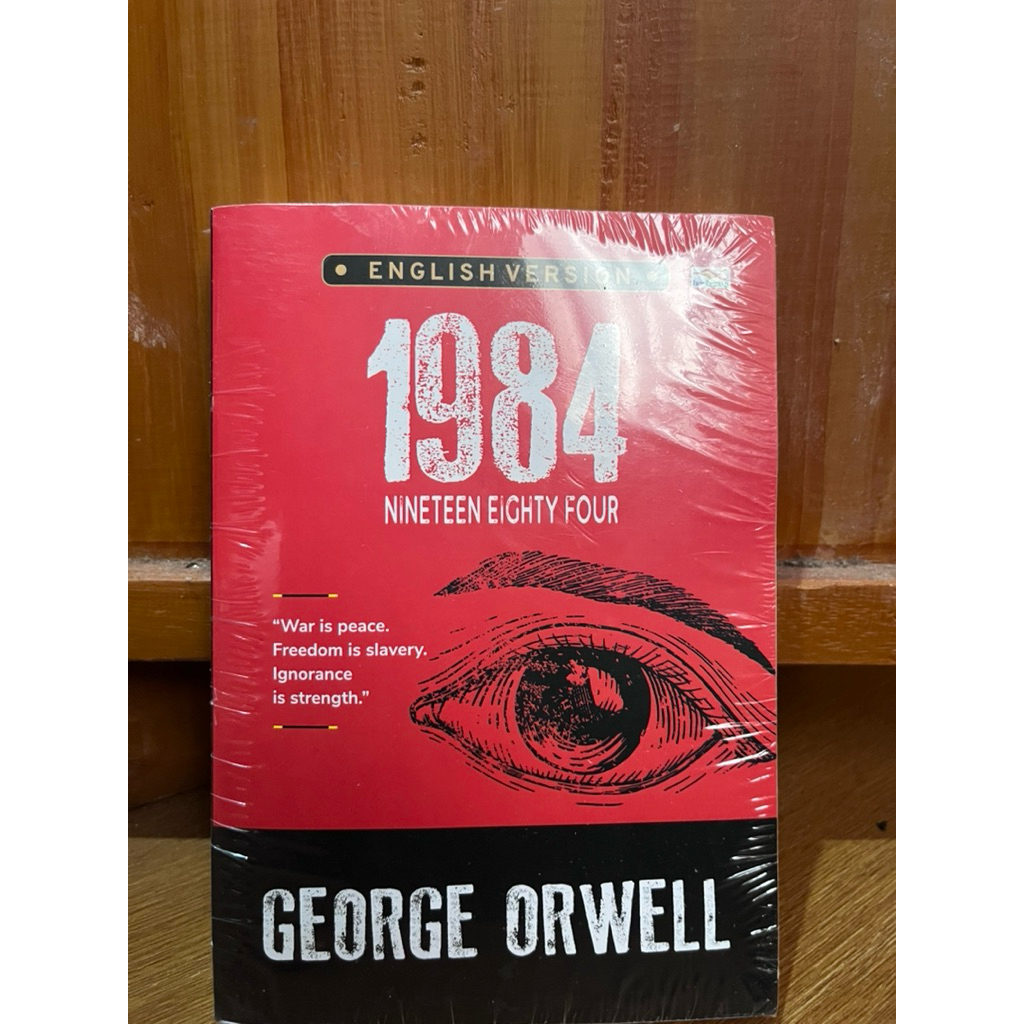 ENGLISH VERSION
1984
NINETEEN EIGHTY FOUR
“War is peace.
Freedom is slavery.
Ignorance
is strength.”
GEORGE ORWELL